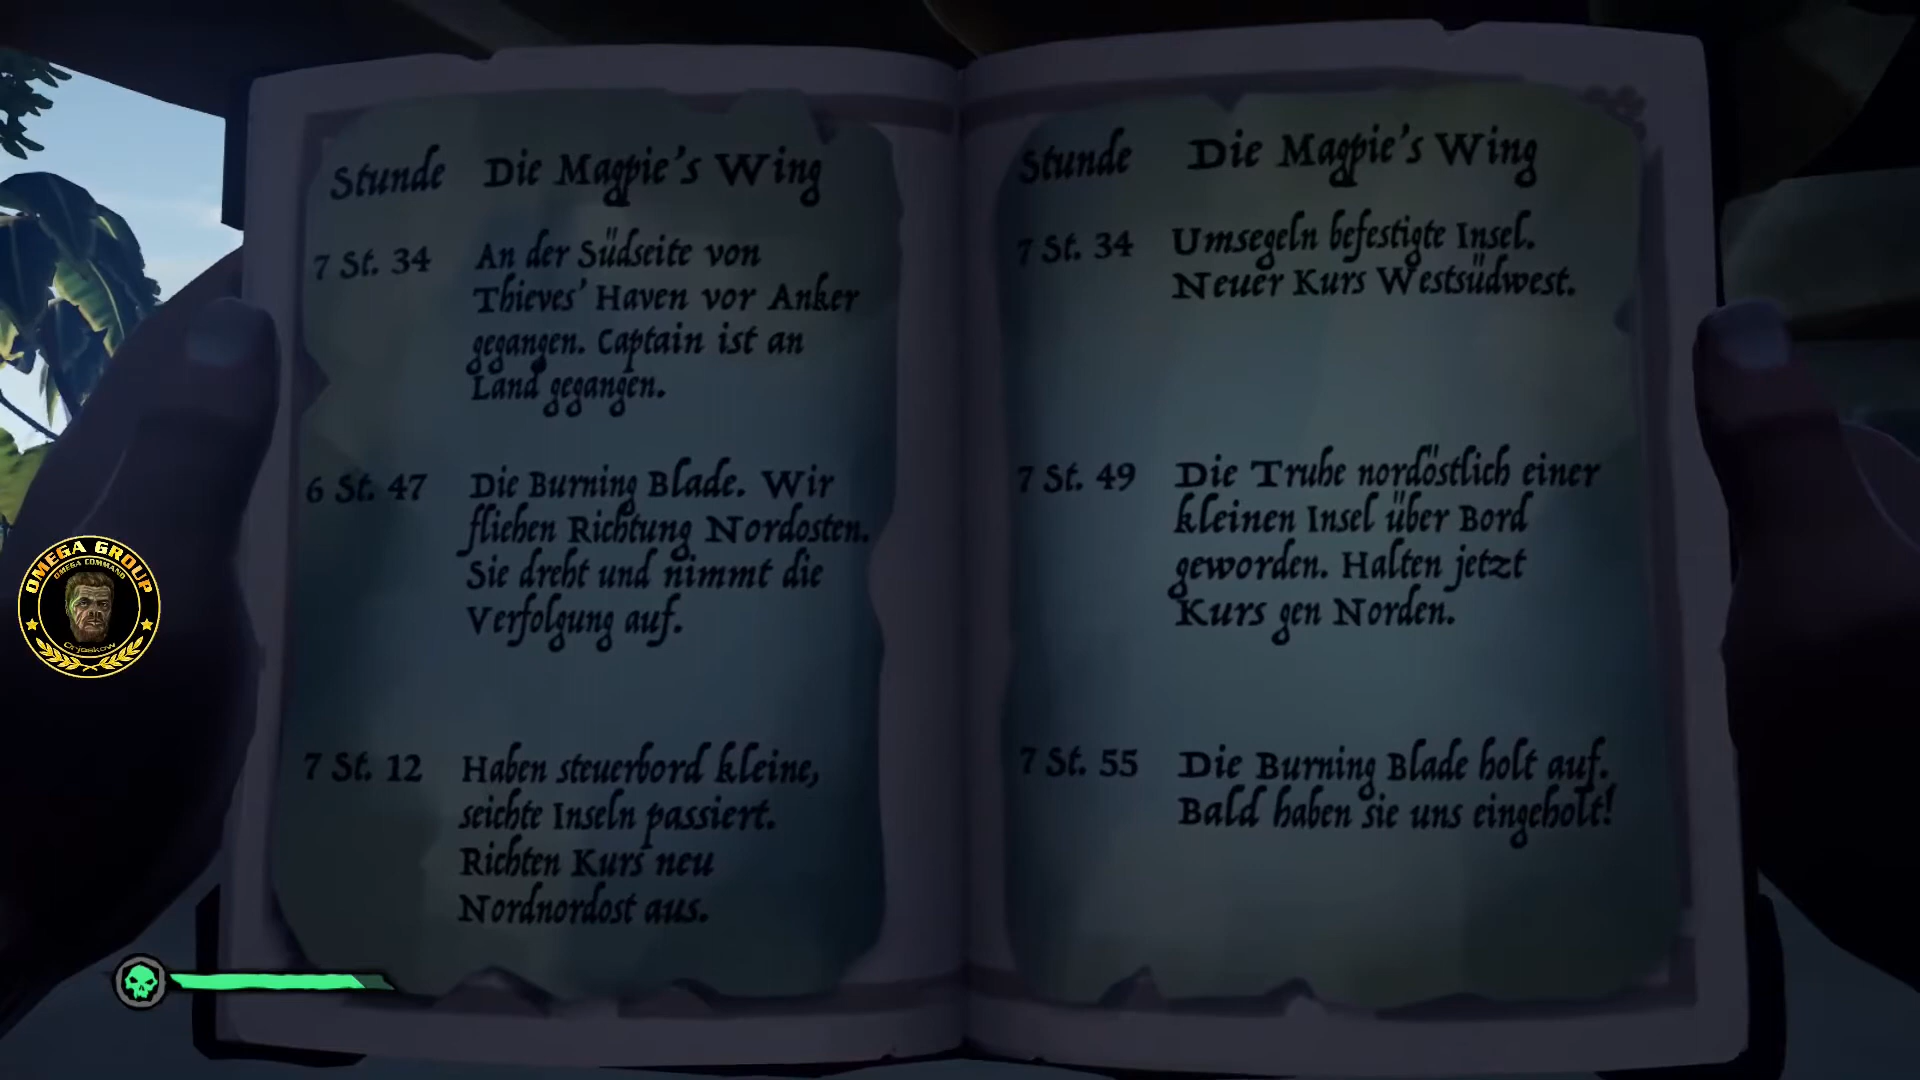 Stunde Die Magpie's Wing
7 St. 34 An der Südseite von
Thieves' Haven vor Anker
gegangen. Captain ist an
Land gegangen.
6 St. 47 Die Burning Blade. Wir
fliehen Richtung Nordosten.
Sie dreht und nimmt die
Verfolgung auf.
7 St. 12 Haben steuerbord kleine,
seichte Inseln passiert.
Richten Kurs neu
Nordnordost aus.
Stunde Die Magpie's Wing
7 St. 34 Umsegeln befestigte Insel.
Neuer Kurs Westsüdwest.
7 St. 49 Die Truhe nordöstlich einer
kleinen Insel über Bord
geworden. Halten jetzt
Kurs gen Norden.
7 St. 55 Die Burning Blade holt auf.
Bald haben sie uns eingeholt!
OMEGA GROUP
OMEGA COMMAND